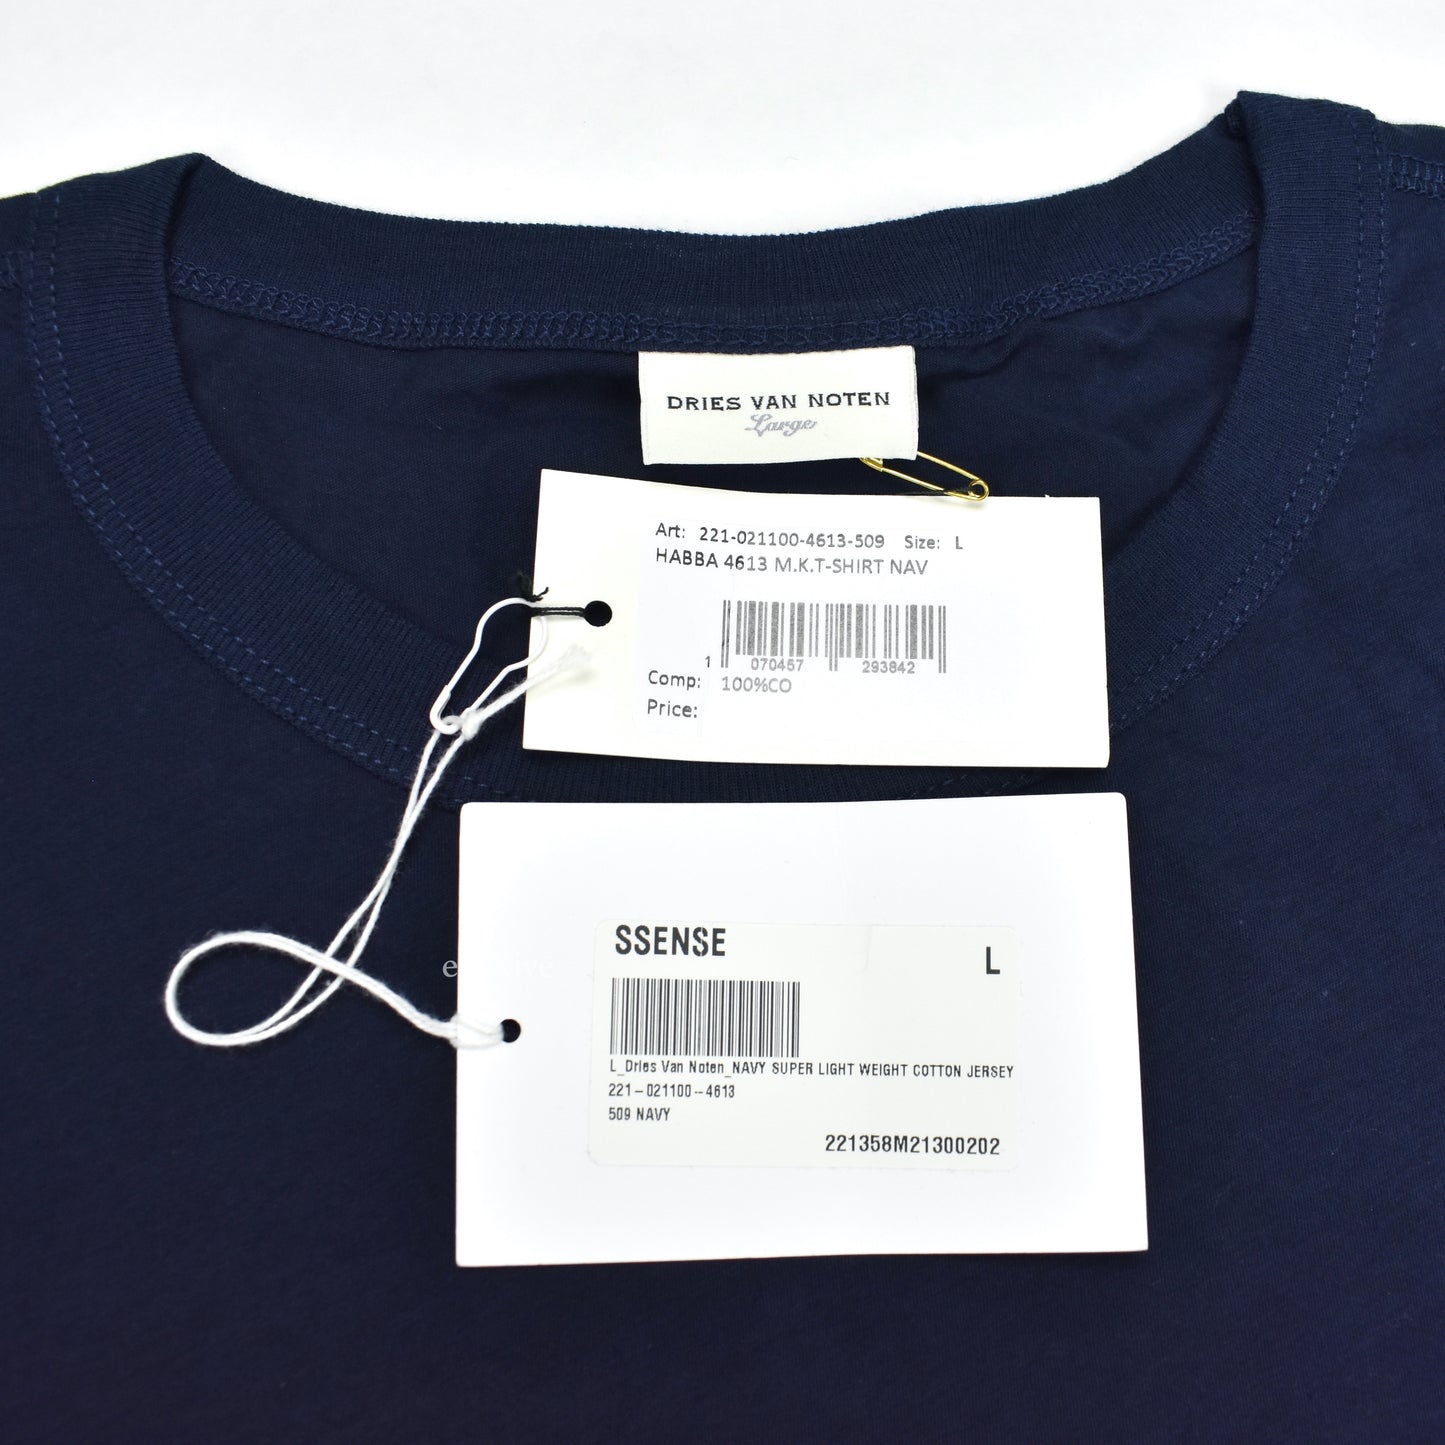 DRIES VAN NOTEN
Large
Art: 221-021100-4613-509 Size: L
HABBA 4613 M.K.T-SHIRT NAV
1 070467 293842
Comp: 100%CO
Price:
SSENSE
L
L_Dries Van Noten_NAVY SUPER LIGHT WEIGHT COTTON JERSEY
221-021100-4613
509 NAVY
221358M21300202